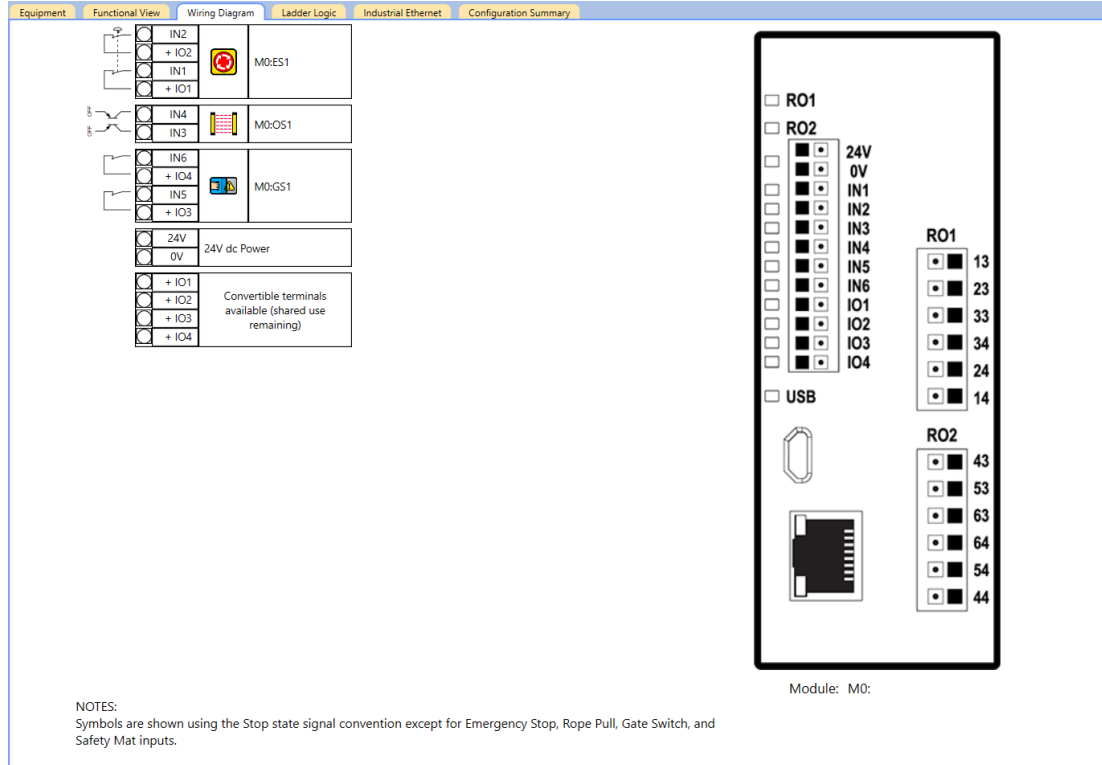 Equipment Functional View Wiring Diagram Ladder Logic Industrial Ethernet Configuration Summary
IN2
+ IO2
IN1
+ IO1
M0:ES1
OFF
OFF
IN4
IN3
M0:OS1
IN6
+ IO4
IN5
+ IO3
M0:GS1
24V
0V
24V dc Power
+ IO1
+ IO2
+ IO3
+ IO4
Convertible terminals
available (shared use
remaining)
RO1
RO2
24V
0V
IN1
IN2
IN3
IN4
IN5
IN6
IO1
IO2
IO3
IO4
USB
RO1
13
23
33
34
24
14
RO2
43
53
63
64
54
44
Module: M0:
NOTES:
Symbols are shown using the Stop state signal convention except for Emergency Stop, Rope Pull, Gate Switch, and
Safety Mat inputs.